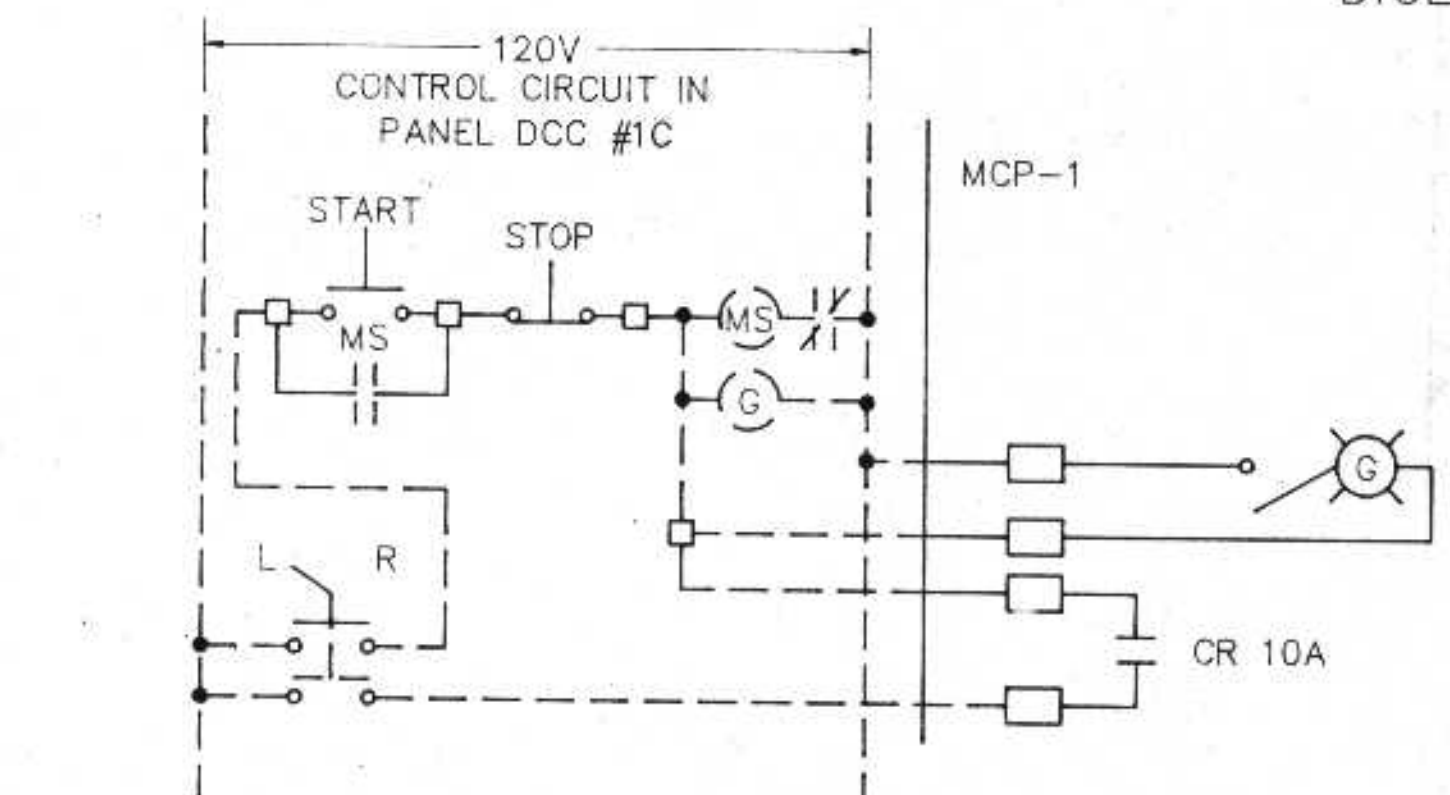 120V
CONTROL CIRCUIT IN
PANEL DCC #1C
MCP-1
START
STOP
MS
MS
G
G
L R
CR 10A